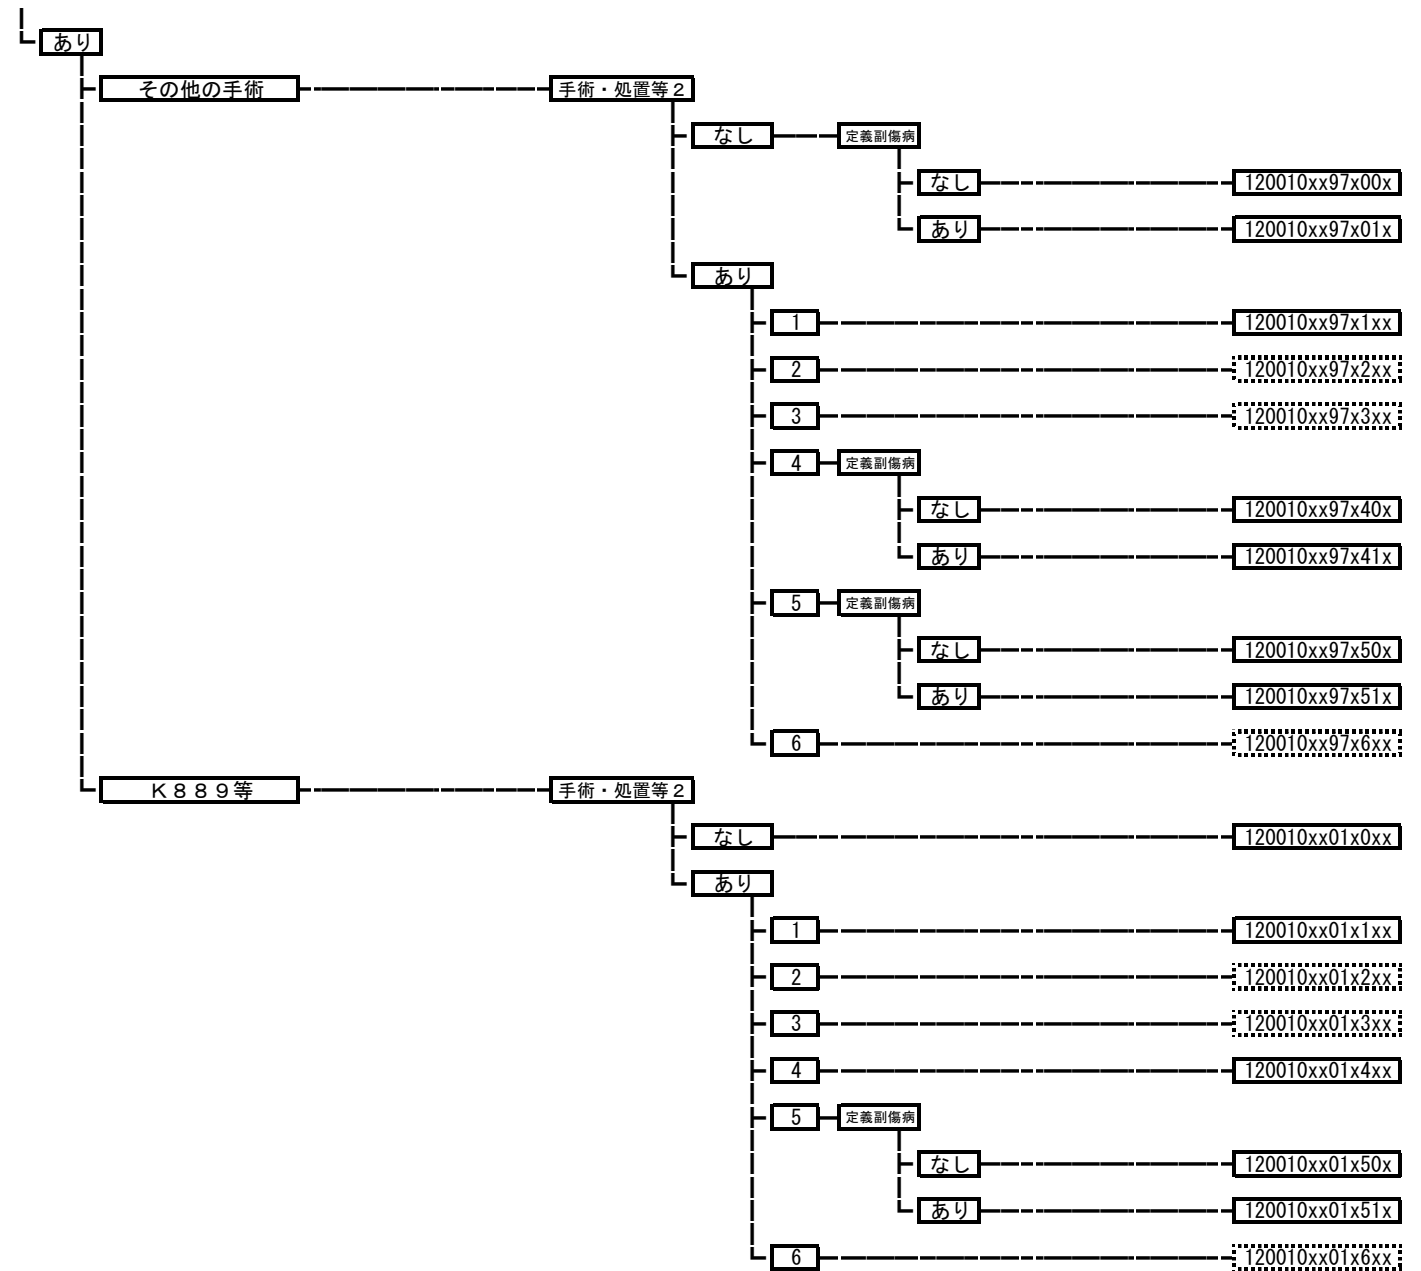 あり
その他の手術 手術・処置等２
なし 定義副傷病
なし 120010xx97x00x
あり 120010xx97x01x
あり
1 120010xx97x1xx
2 120010xx97x2xx
3 120010xx97x3xx
4 定義副傷病
なし 120010xx97x40x
あり 120010xx97x41x
5 定義副傷病
なし 120010xx97x50x
あり 120010xx97x51x
6 120010xx97x6xx
Ｋ８８９等 手術・処置等２
なし 120010xx01x0xx
あり
1 120010xx01x1xx
2 120010xx01x2xx
3 120010xx01x3xx
4 120010xx01x4xx
5 定義副傷病
なし 120010xx01x50x
あり 120010xx01x51x
6 120010xx01x6xx